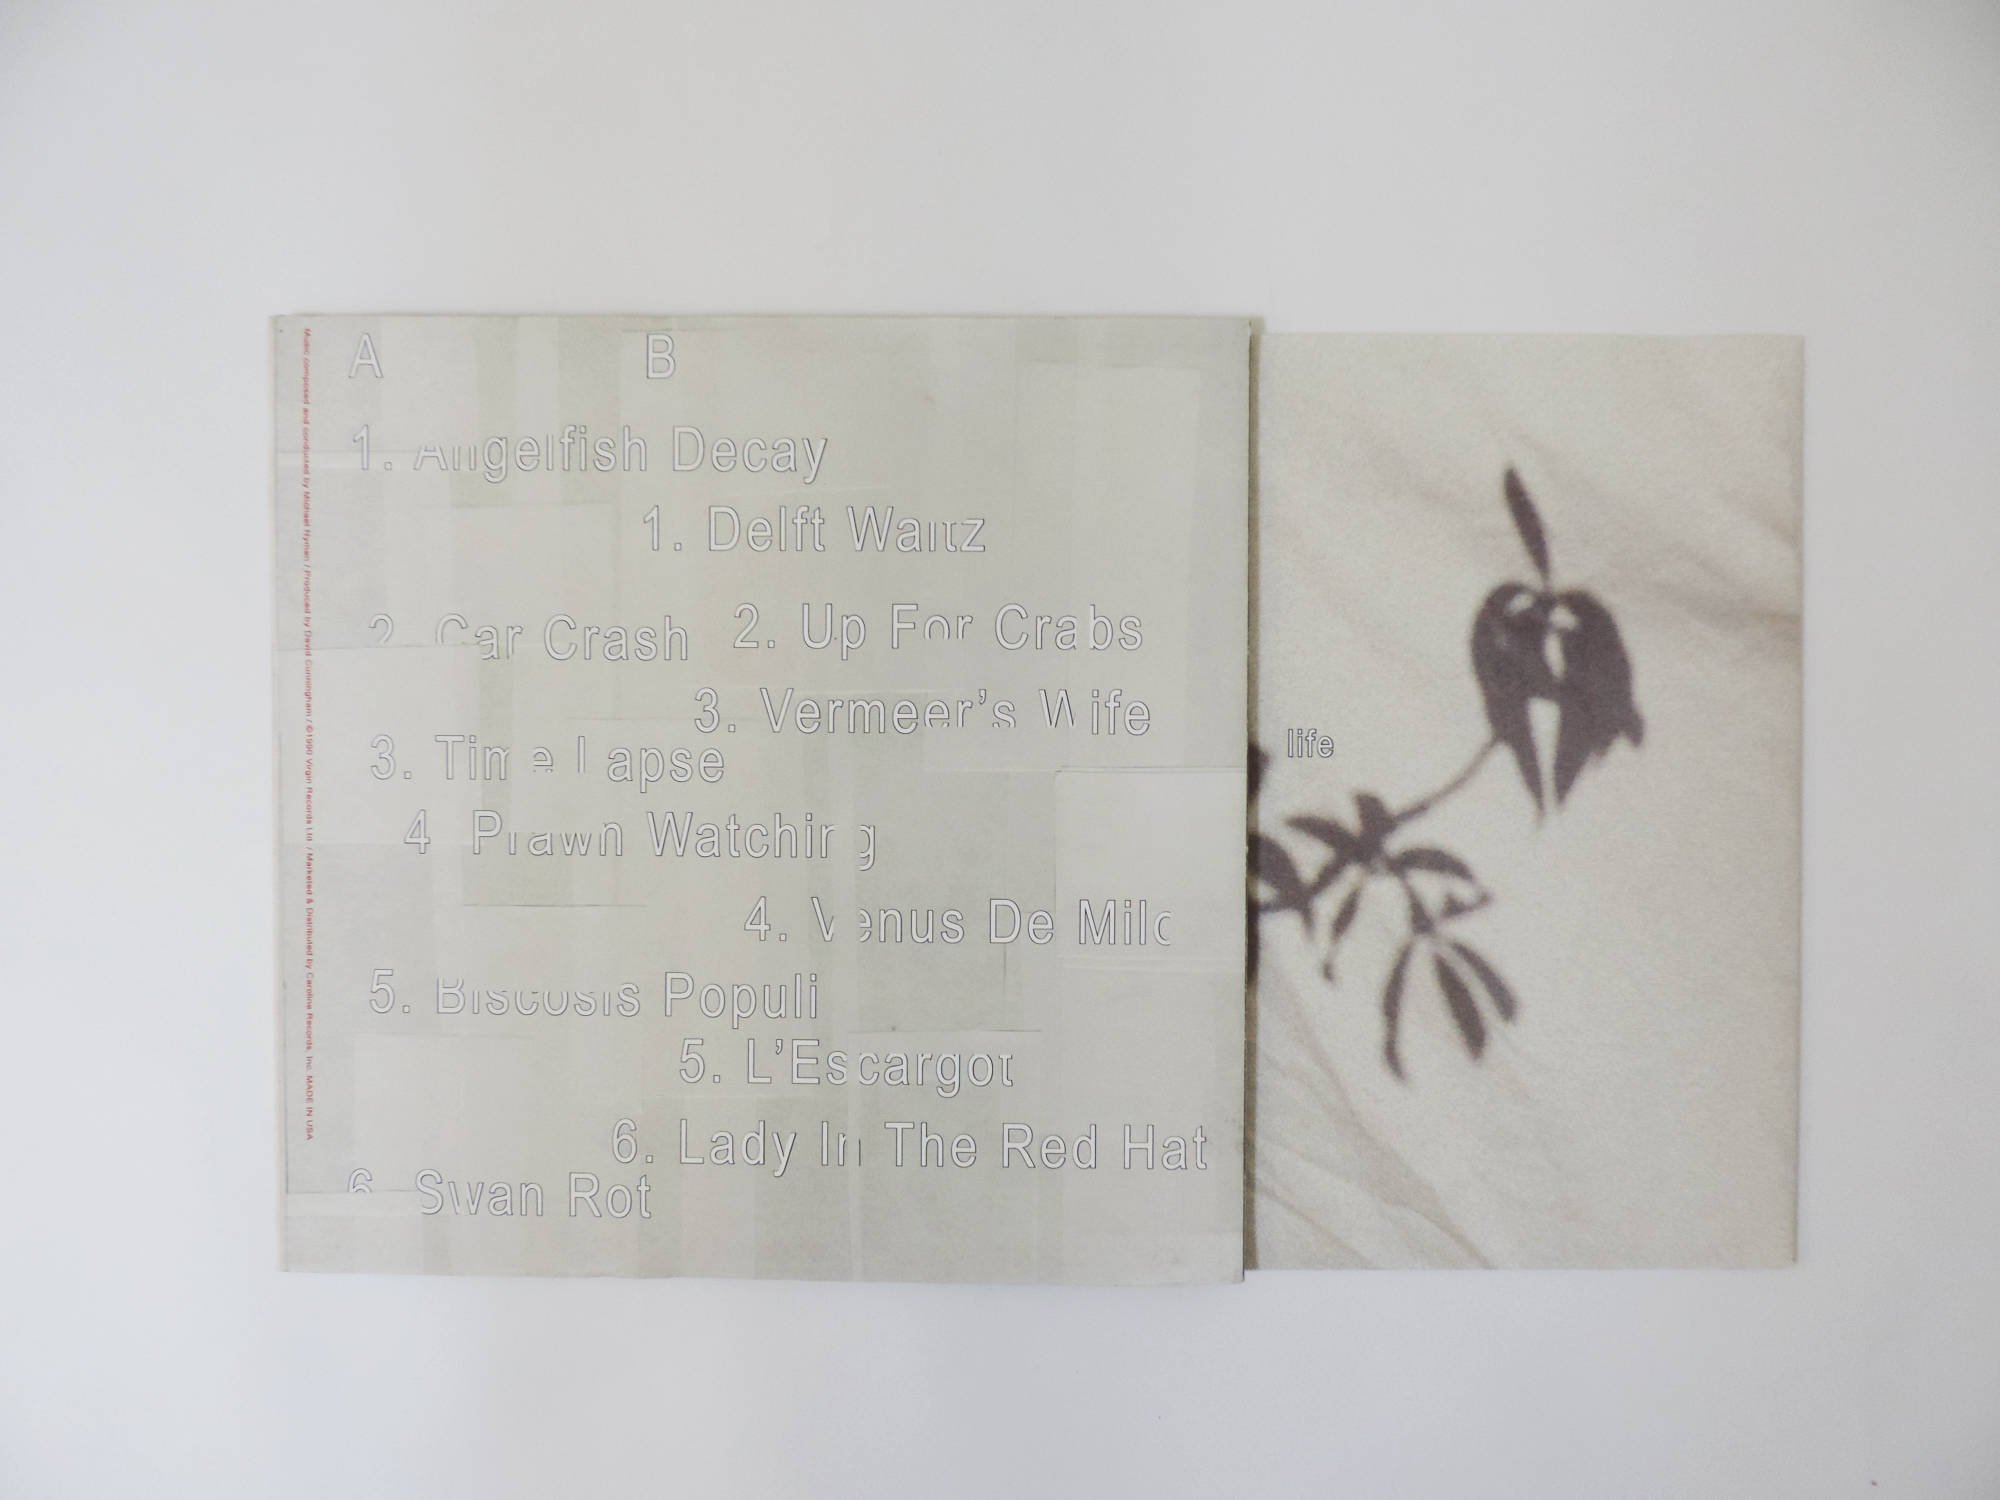 Music composed and conducted by Michael Nyman / Produced by David Cunningham / ©1990 Virgin Records Ltd. / Marketed & Distributed by Caroline Records, Inc. MADE IN USA
A B
1. Angelfish Decay
1. Delft Waltz
2. Car Crash
2. Up For Crabs
3. Vermeer's Wife
3. Time Lapse
4 Prawn Watching
4. Venus De Milo
5. Biscosis Populi
5. L'Escargot
6. Lady In The Red Hat
6 Swan Rot
life